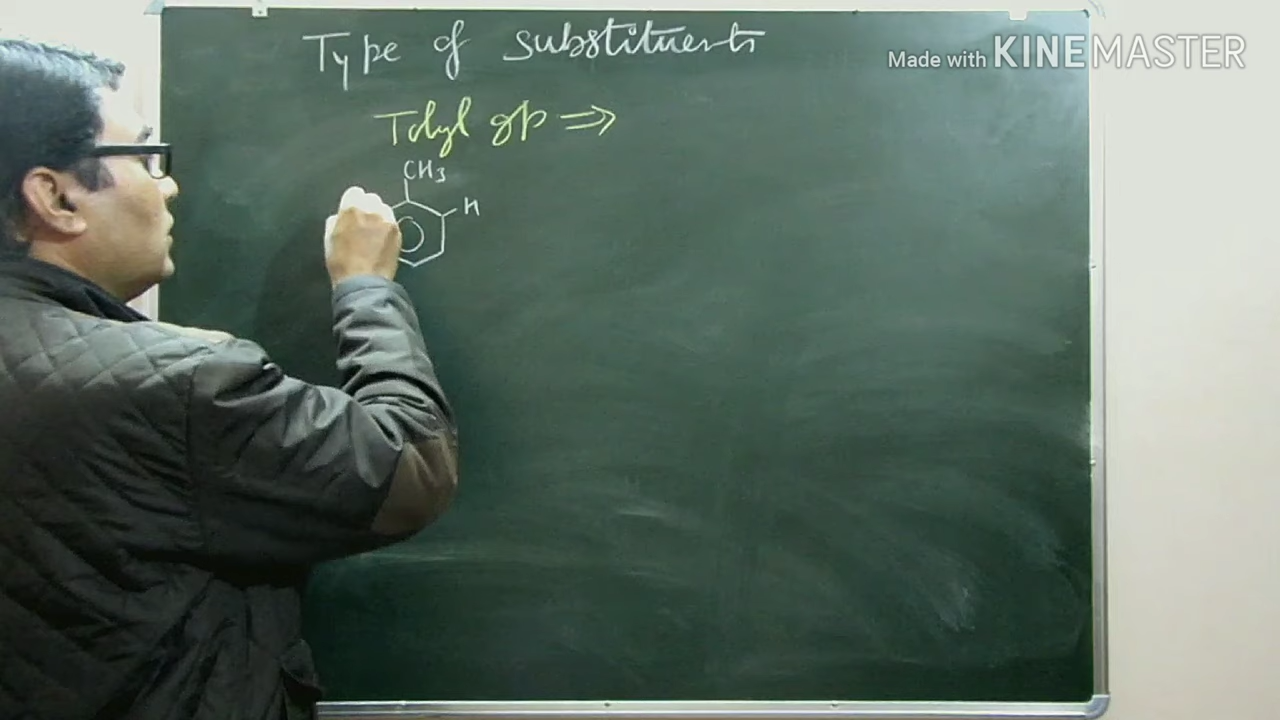 Type of substituents
Made with KINEMASTER
Tolyl gp ⇒
CH3
H